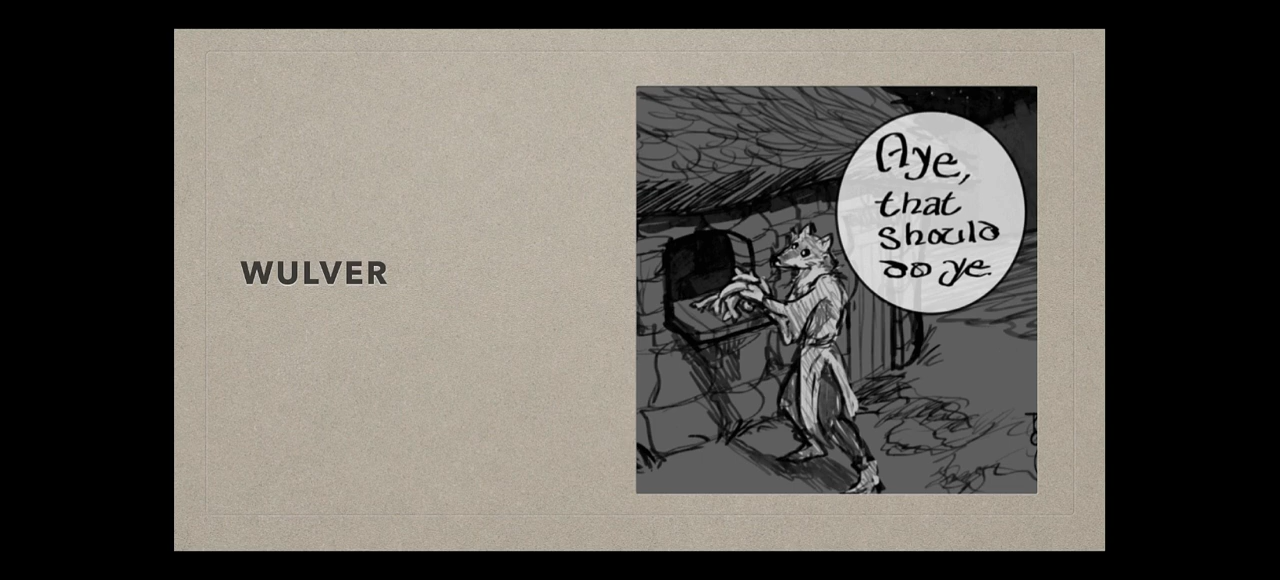 WULVER
Aye,
that
should
do ye.